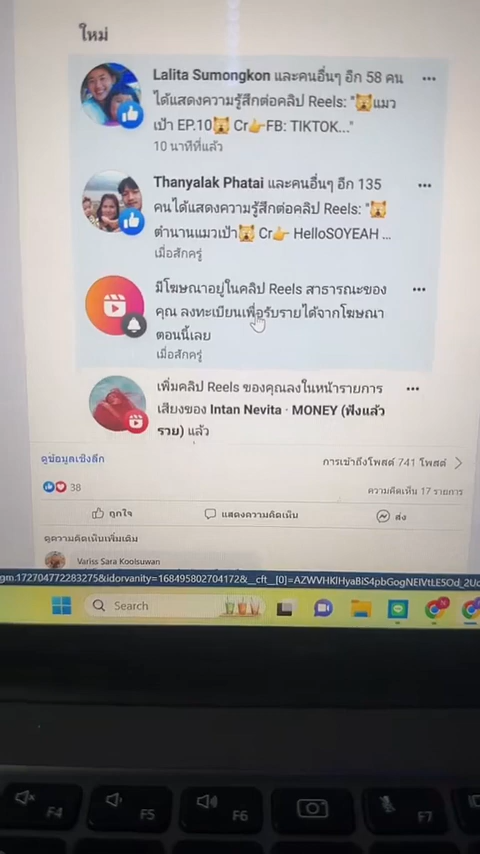 ใหม่
Lalita Sumongkon และคนอื่นๆ อีก 58 คน
ได้แสดงความรู้สึกต่อคลิป Reels: "🙀แมว
เป้า EP.10🙀 Cr👉FB: TIKTOK..."
10 นาทีที่แล้ว
Thanyalak Phatai และคนอื่นๆ อีก 135
คนได้แสดงความรู้สึกต่อคลิป Reels: "🙀
ตำนานแมวเป้า🙀 Cr👉 HelloSOYEAH ...
เมื่อสักครู่
มีโฆษณาอยู่ในคลิป Reels สาธารณะของ
คุณ ลงทะเบียนเพื่อรับรายได้จากโฆษณา
ตอนนี้เลย
เมื่อสักครู่
เพิ่มคลิป Reels ของคุณลงในหน้ารายการ
เสียงของ Intan Nevita · MONEY (ฟังแล้ว
รวย) แล้ว
ดูข้อมูลเชิงลึก
การเข้าถึงโพสต์ 741 โพสต์
38
ความคิดเห็น 17 รายการ
ถูกใจ
แสดงความคิดเห็น
ส่ง
ดูความคิดเห็นเพิ่มเติม
Variss Sara Koolsuwan
gm.172704772283275&idorvanity=1684958027041728&__cft__[0]=AZWVHKlHyaBiS4pbGogNEIVtLE5Od_2Uc
Search
F4
F5
F6
F7